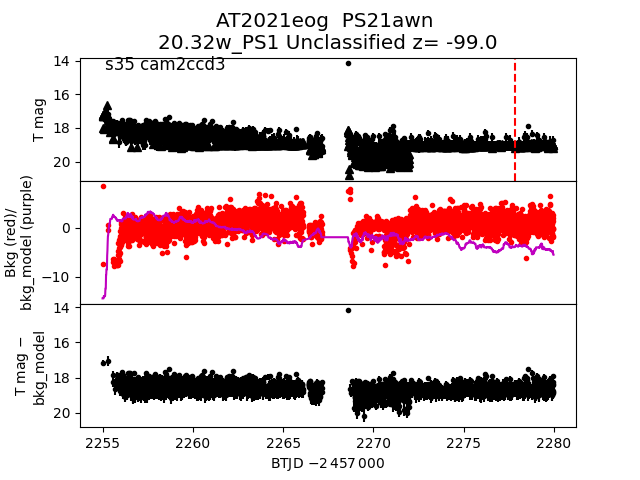 AT2021eog  PS21awn
20.32w_PS1 Unclassified z= -99.0
s35 cam2ccd3
T mag
14
16
18
20
Bkg (red)/
bkg_model (purple)
0
−10
T mag −
bkg_model
14
16
18
20
2255
2260
2265
2270
2275
2280
BTJD −2 457 000